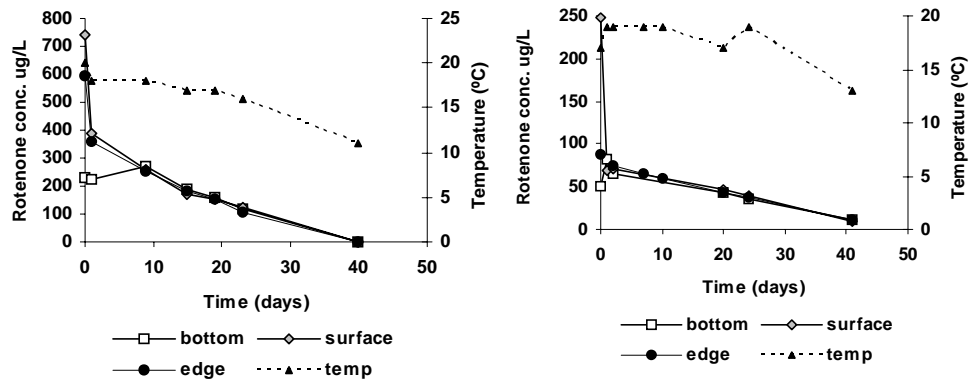 800
700
600
500
400
300
200
100
0
Rotenone conc. ug/L
25
20
15
10
5
0
Temperature (ºC)
0 10 20 30 40 50
Time (days)
bottom surface
edge temp
250
200
150
100
50
0
Rotenone conc. ug/L
20
15
10
5
0
Temperature (ºC)
0 10 20 30 40 50
Time (days)
bottom surface
edge temp